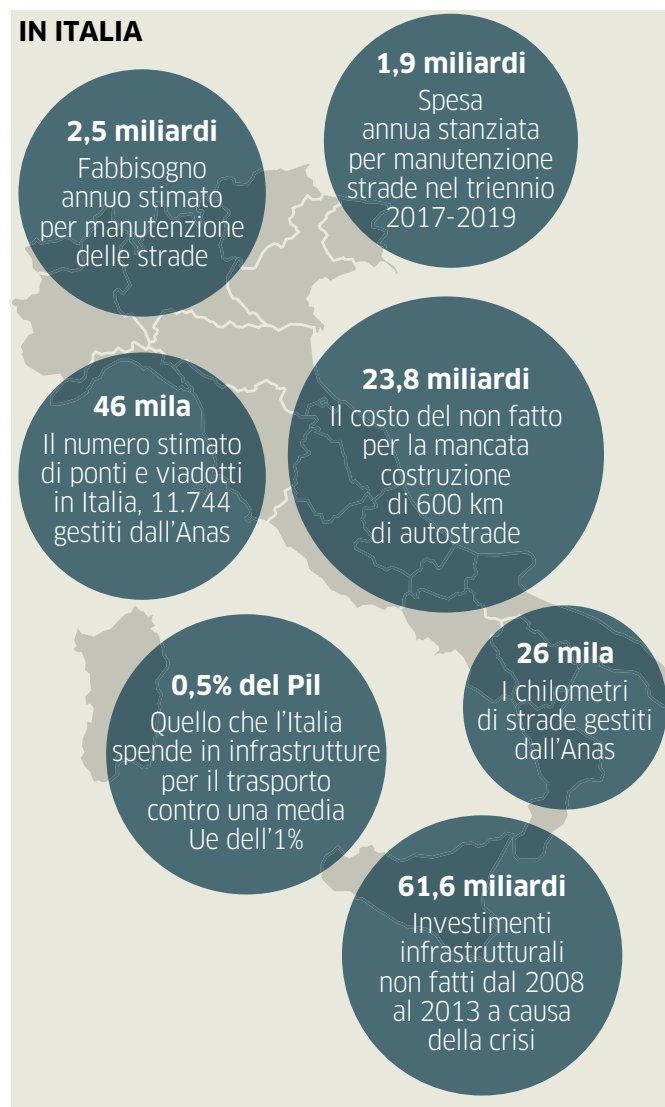 IN ITALIA
2,5 miliardi
Fabbisogno
annuo stimato
per manutenzione
delle strade
1,9 miliardi
Spesa
annua stanziata
per manutenzione
strade nel triennio
2017-2019
46 mila
Il numero stimato
di ponti e viadotti
in Italia, 11.744
gestiti dall'Anas
23,8 miliardi
Il costo del non fatto
per la mancata
costruzione
di 600 km
di autostrade
0,5% del Pil
Quello che l'Italia
spende in infrastrutture
per il trasporto
contro una media
Ue dell'1%
26 mila
I chilometri
di strade gestiti
dall'Anas
61,6 miliardi
Investimenti
infrastrutturali
non fatti dal 2008
al 2013 a causa
della crisi